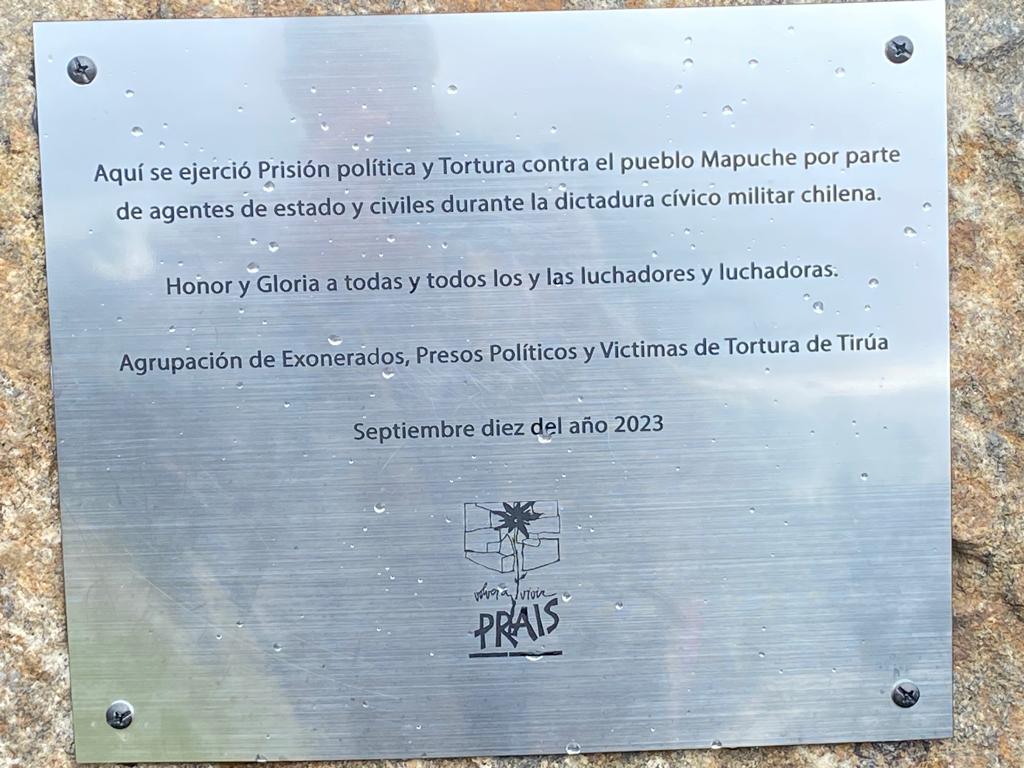 Aquí se ejerció Prisión política y Tortura contra el pueblo Mapuche por parte
de agentes de estado y civiles durante la dictadura cívico militar chilena.
Honor y Gloria a todas y todos los y las luchadores y luchadoras.
Agrupación de Exonerados, Presos Políticos y Victimas de Tortura de Tirúa
Septiembre diez del año 2023
volver a vivir
PRAIS